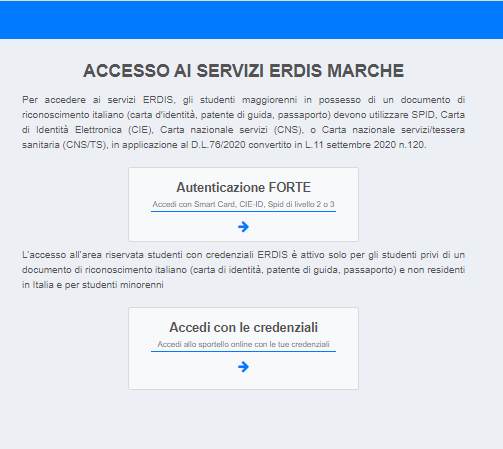 ACCESSO AI SERVIZI ERDIS MARCHE
Per accedere ai servizi ERDIS, gli studenti maggiorenni in possesso di un documento di
riconoscimento italiano (carta d'identità, patente di guida, passaporto) devono utilizzare SPID, Carta
di Identità Elettronica (CIE), Carta nazionale servizi (CNS), o Carta nazionale servizi/tessera
sanitaria (CNS/TS), in applicazione al D.L.76/2020 convertito in L.11 settembre 2020 n.120.
Autenticazione FORTE
Accedi con Smart Card, CIE-ID, Spid di livello 2 o 3
L'accesso all'area riservata studenti con credenziali ERDIS è attivo solo per gli studenti privi di un
documento di riconoscimento italiano (carta di identità, patente di guida, passaporto) e non residenti
in Italia e per studenti minorenni
Accedi con le credenziali
Accedi allo sportello online con le tue credenziali